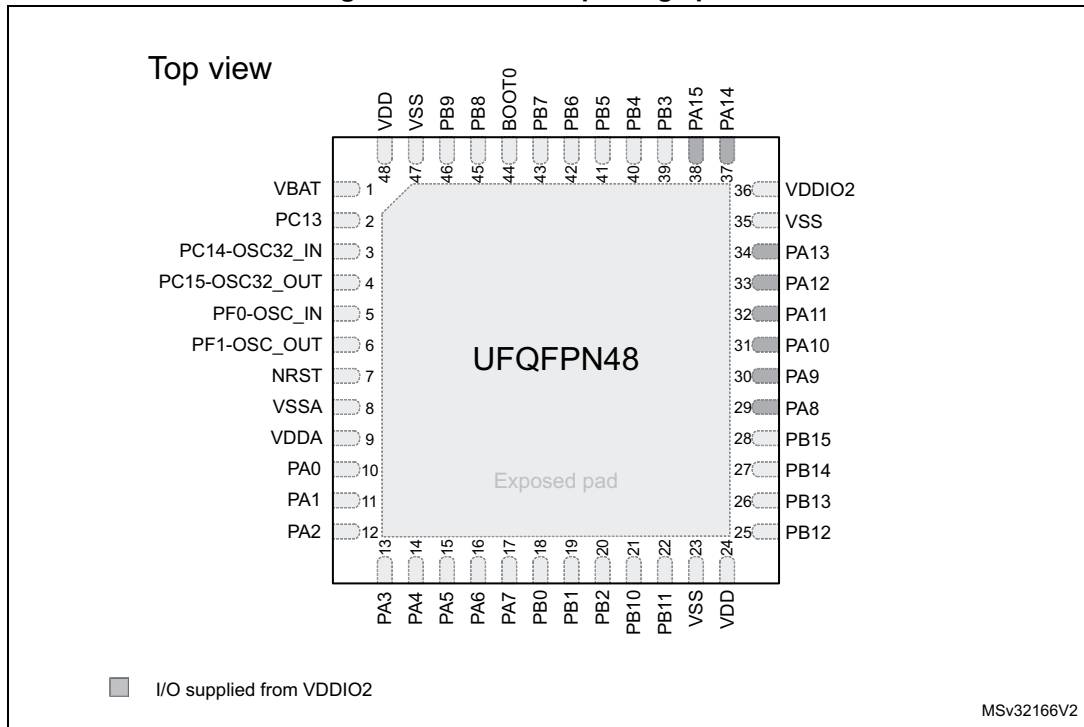 Top view
VDD
VSS
PB9
PB8
BOOT0
PB7
PB6
PB5
PB4
PB3
PA15
PA14
48
47
46
45
44
43
42
41
40
39
38
37
VBAT 1
PC13 2
PC14-OSC32_IN 3
PC15-OSC32_OUT 4
PF0-OSC_IN 5
PF1-OSC_OUT 6
NRST 7
VSSA 8
VDDA 9
PA0 10
PA1 11
PA2 12
36 VDDIO2
35 VSS
34 PA13
33 PA12
32 PA11
31 PA10
30 PA9
29 PA8
28 PB15
27 PB14
26 PB13
25 PB12
UFQFPN48
Exposed pad
13
14
15
16
17
18
19
20
21
22
23
24
PA3
PA4
PA5
PA6
PA7
PB0
PB1
PB2
PB10
PB11
VSS
VDD
I/O supplied from VDDIO2
MSv32166V2